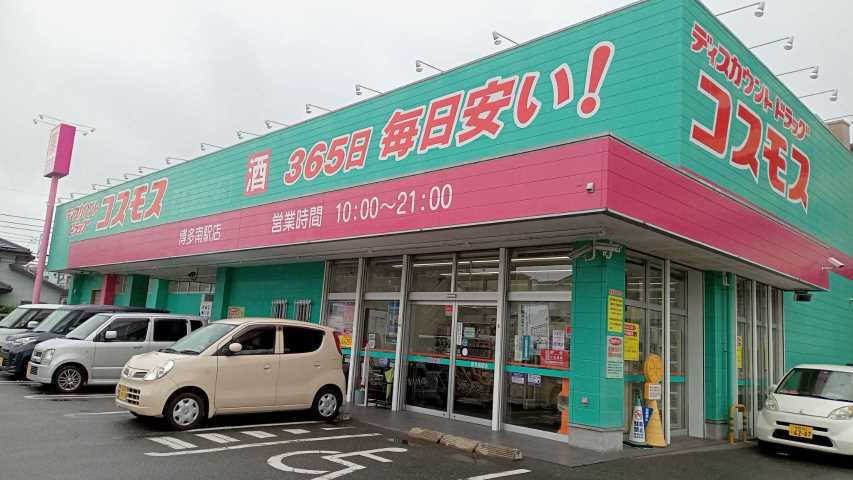 ディスカウント
ドラッグ コスモス
酒
365日 毎日安い!
博多南駅店
営業時間 10:00～21:00
ディスカウント ドラッグ
コスモス